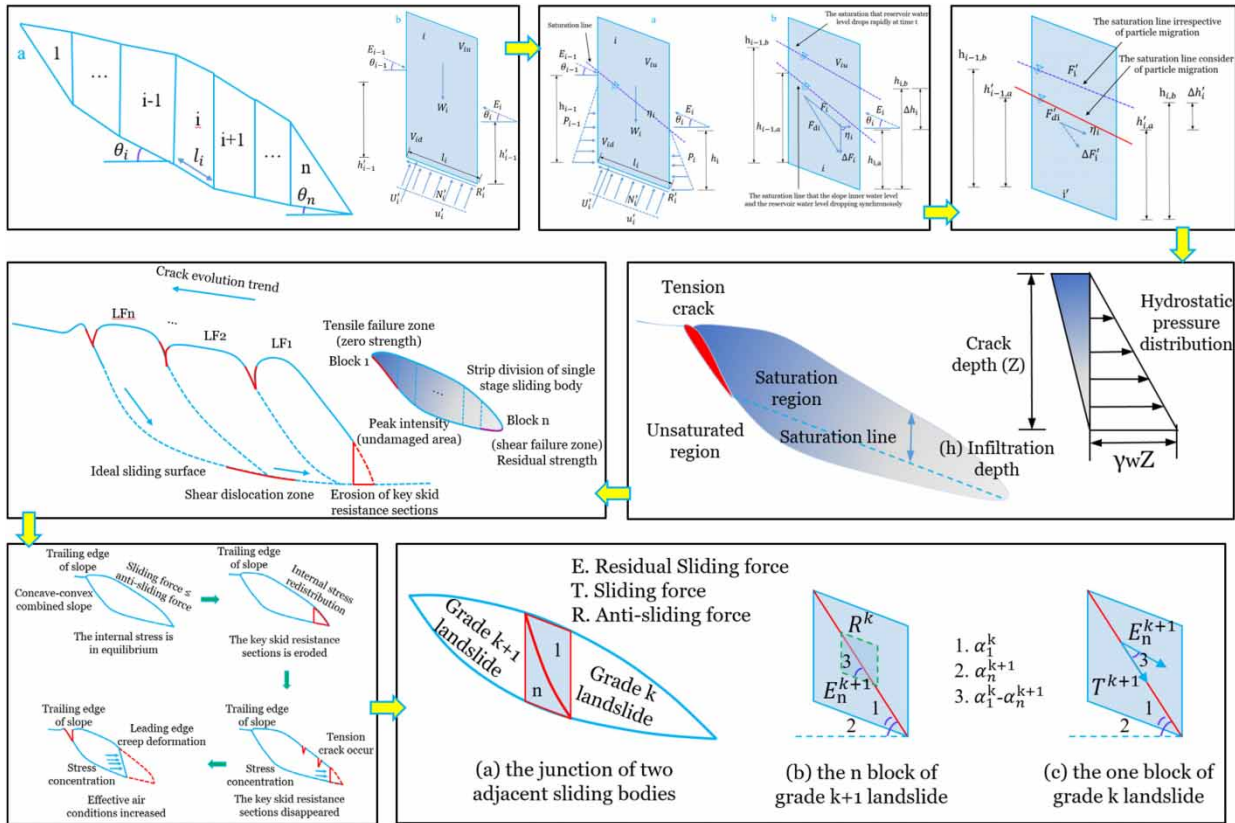 a
1
...
i-1
i
i+1
...
n
θi
li
θn
b
i
Viu
Ei-1
θi-1
Wi
Ei
θi
h'i-1
Vid
li
h'i-1
U'i
N'i
R'i
u'i
a
Saturation line
i
Viu
Ei-1
θi-1
hi-1
Pi-1
Wi
ηi
Ei
θi
Vid
li
Pi
hi
U'i
N'i
R'i
u'i
b
The saturation that reservoir water
level drops rapidly at time t
hi-1,b
Viu
hi,b
Fi
Ei
θi
Δhi
Fdi
ηi
hi-1,a
ΔFi
hi,a
i
The saturation line that the slope inner water level
and the reservoir water level dropping synchronously
The saturation line irrespective
of particle migration
hi-1,b
F'i
The saturation line consider
of particle migration
h'i-1,a
hi,b
h'i,a
Δh'i
F'di
ηi
ΔF'i
i'
Crack evolution trend
LFn
...
LF2
LF1
Tensile failure zone
(zero strength)
Block 1
Strip division of single
stage sliding body
...
Block n
Peak intensity
(undamaged area)
(shear failure zone)
Residual strength
Ideal sliding surface
Shear dislocation zone
Erosion of key skid
resistance sections
Tension
crack
Saturation
region
Unsaturated
region
Saturation line
(h) Infiltration
depth
Crack
depth (Z)
Hydrostatic
pressure
distribution
γwZ
Trailing edge
of slope
Sliding force ≤
anti-sliding force
Concave-convex
combined slope
The internal stress is
in equilibrium
Trailing edge
of slope
Internal stress
redistribution
The key skid resistance
sections is eroded
Trailing edge
of slope
Leading edge
creep deformation
Stress
concentration
Effective air
conditions increased
Trailing edge
of slope
Tension
crack occur
Stress
concentration
The key skid resistance
sections disappeared
E. Residual Sliding force
T. Sliding force
R. Anti-sliding force
Grade k+1
landslide
1
n
Grade k
landslide
(a) the junction of two
adjacent sliding bodies
R^k
3
E_n^{k+1}
1
2
(b) the n block of
grade k+1 landslide
1. α_1^k
2. α_n^{k+1}
3. α_1^k-α_n^{k+1}
E_n^{k+1}
3
T^{k+1}
1
2
(c) the one block of
grade k landslide